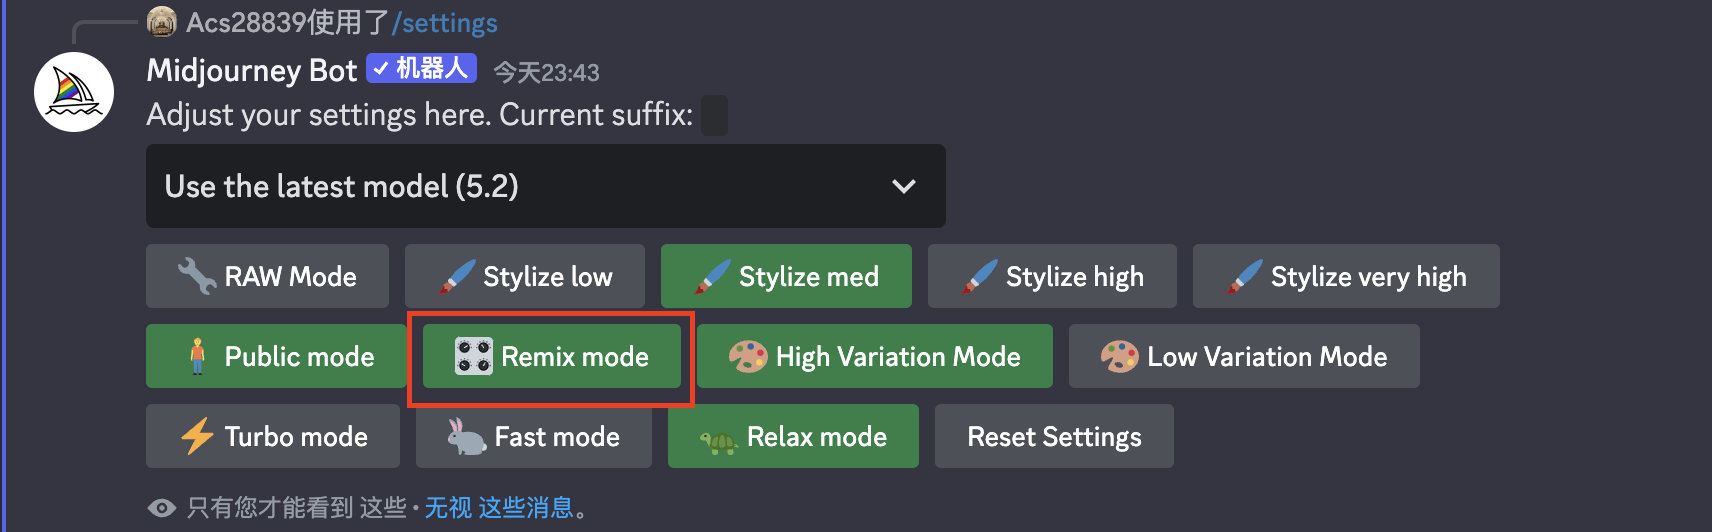 Acs28839使用了/settings
Midjourney Bot 机器人 今天23:43
Adjust your settings here. Current suffix:
Use the latest model (5.2)
RAW Mode Stylize low Stylize med Stylize high Stylize very high
Public mode Remix mode High Variation Mode Low Variation Mode
Turbo mode Fast mode Relax mode Reset Settings
只有您才能看到 这些 • 无视 这些消息。